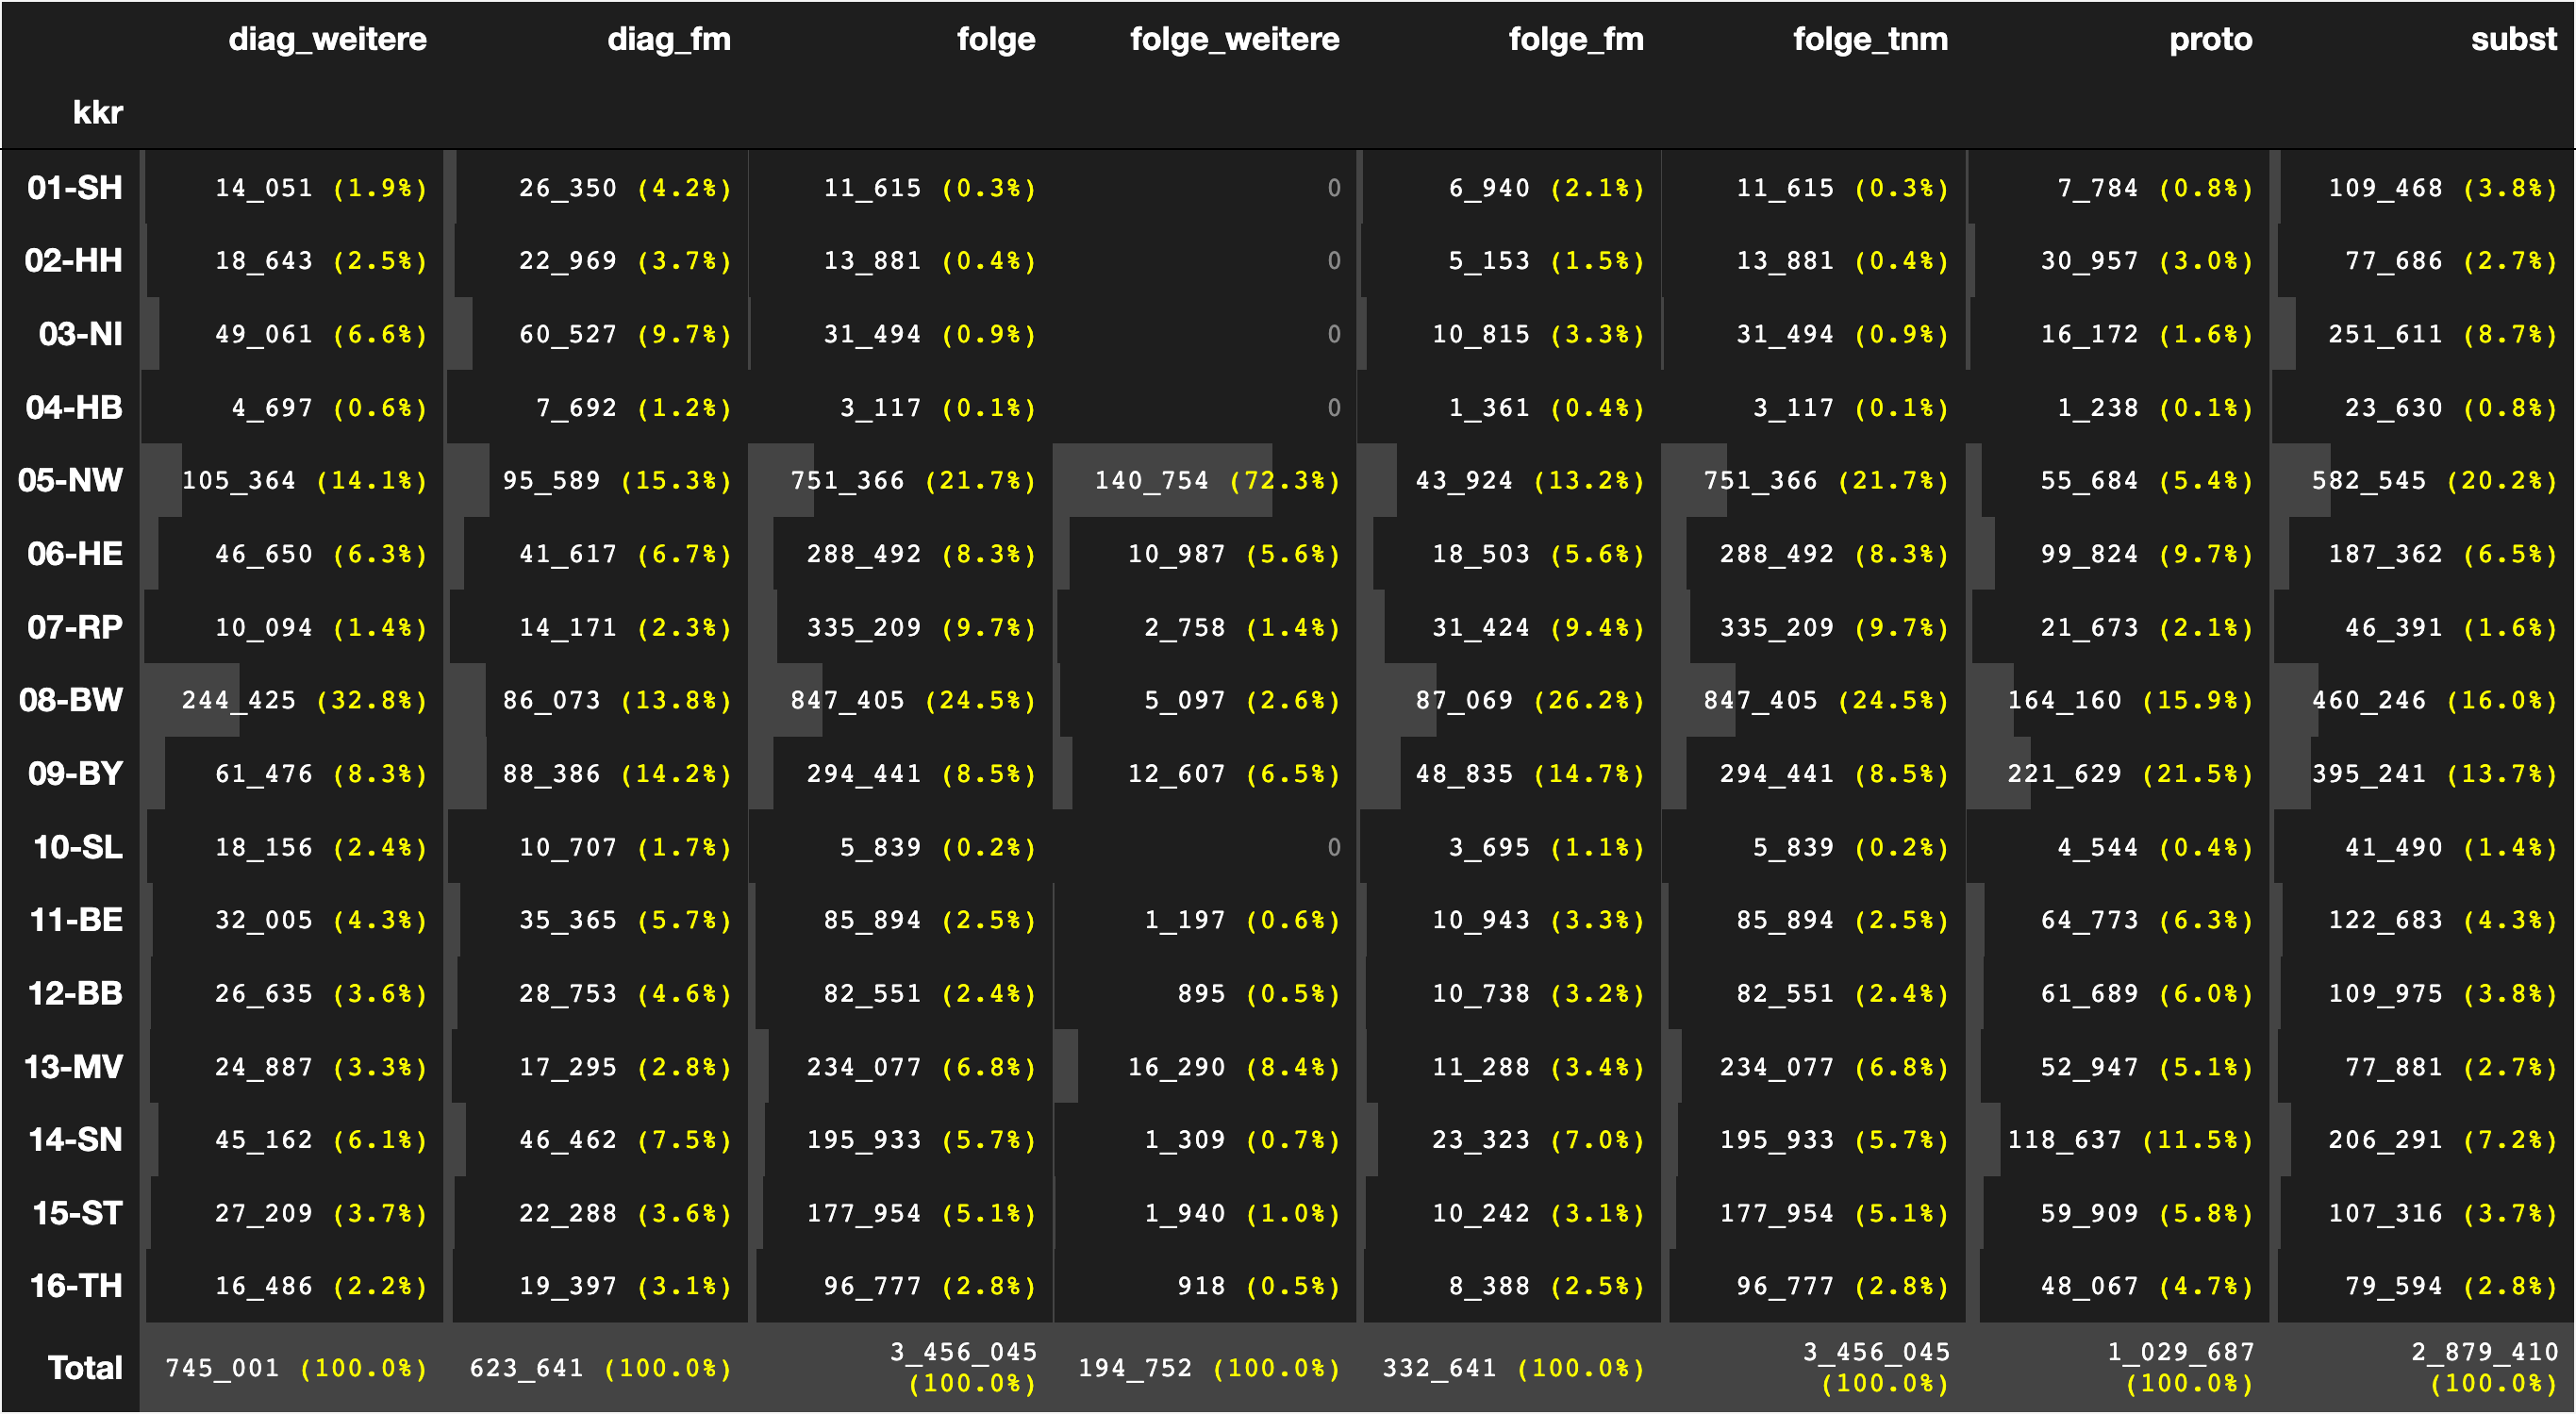 diag_weitere diag_fm folge folge_weitere folge_fm folge_tnm proto subst
kkr
01-SH 14_051 (1.9%) 26_350 (4.2%) 11_615 (0.3%) 0 6_940 (2.1%) 11_615 (0.3%) 7_784 (0.8%) 109_468 (3.8%)
02-HH 18_643 (2.5%) 22_969 (3.7%) 13_881 (0.4%) 0 5_153 (1.5%) 13_881 (0.4%) 30_957 (3.0%) 77_686 (2.7%)
03-NI 49_061 (6.6%) 60_527 (9.7%) 31_494 (0.9%) 0 10_815 (3.3%) 31_494 (0.9%) 16_172 (1.6%) 251_611 (8.7%)
04-HB 4_697 (0.6%) 7_692 (1.2%) 3_117 (0.1%) 0 1_361 (0.4%) 3_117 (0.1%) 1_238 (0.1%) 23_630 (0.8%)
05-NW 105_364 (14.1%) 95_589 (15.3%) 751_366 (21.7%) 140_754 (72.3%) 43_924 (13.2%) 751_366 (21.7%) 55_684 (5.4%) 582_545 (20.2%)
06-HE 46_650 (6.3%) 41_617 (6.7%) 288_492 (8.3%) 10_987 (5.6%) 18_503 (5.6%) 288_492 (8.3%) 99_824 (9.7%) 187_362 (6.5%)
07-RP 10_094 (1.4%) 14_171 (2.3%) 335_209 (9.7%) 2_758 (1.4%) 31_424 (9.4%) 335_209 (9.7%) 21_673 (2.1%) 46_391 (1.6%)
08-BW 244_425 (32.8%) 86_073 (13.8%) 847_405 (24.5%) 5_097 (2.6%) 87_069 (26.2%) 847_405 (24.5%) 164_160 (15.9%) 460_246 (16.0%)
09-BY 61_476 (8.3%) 88_386 (14.2%) 294_441 (8.5%) 12_607 (6.5%) 48_835 (14.7%) 294_441 (8.5%) 221_629 (21.5%) 395_241 (13.7%)
10-SL 18_156 (2.4%) 10_707 (1.7%) 5_839 (0.2%) 0 3_695 (1.1%) 5_839 (0.2%) 4_544 (0.4%) 41_490 (1.4%)
11-BE 32_005 (4.3%) 35_365 (5.7%) 85_894 (2.5%) 1_197 (0.6%) 10_943 (3.3%) 85_894 (2.5%) 64_773 (6.3%) 122_683 (4.3%)
12-BB 26_635 (3.6%) 28_753 (4.6%) 82_551 (2.4%) 895 (0.5%) 10_738 (3.2%) 82_551 (2.4%) 61_689 (6.0%) 109_975 (3.8%)
13-MV 24_887 (3.3%) 17_295 (2.8%) 234_077 (6.8%) 16_290 (8.4%) 11_288 (3.4%) 234_077 (6.8%) 52_947 (5.1%) 77_881 (2.7%)
14-SN 45_162 (6.1%) 46_462 (7.5%) 195_933 (5.7%) 1_309 (0.7%) 23_323 (7.0%) 195_933 (5.7%) 118_637 (11.5%) 206_291 (7.2%)
15-ST 27_209 (3.7%) 22_288 (3.6%) 177_954 (5.1%) 1_940 (1.0%) 10_242 (3.1%) 177_954 (5.1%) 59_909 (5.8%) 107_316 (3.7%)
16-TH 16_486 (2.2%) 19_397 (3.1%) 96_777 (2.8%) 918 (0.5%) 8_388 (2.5%) 96_777 (2.8%) 48_067 (4.7%) 79_594 (2.8%)
Total 745_001 (100.0%) 623_641 (100.0%) 3_456_045 (100.0%) 194_752 (100.0%) 332_641 (100.0%) 3_456_045 (100.0%) 1_029_687 (100.0%) 2_879_410 (100.0%)